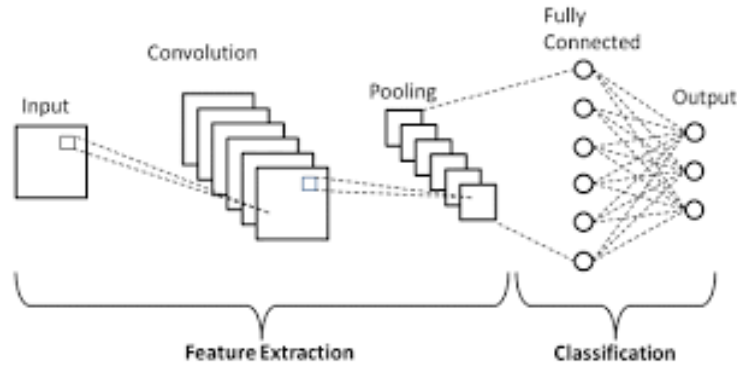 Input
Convolution
Pooling
Fully
Connected
Output
Feature Extraction
Classification